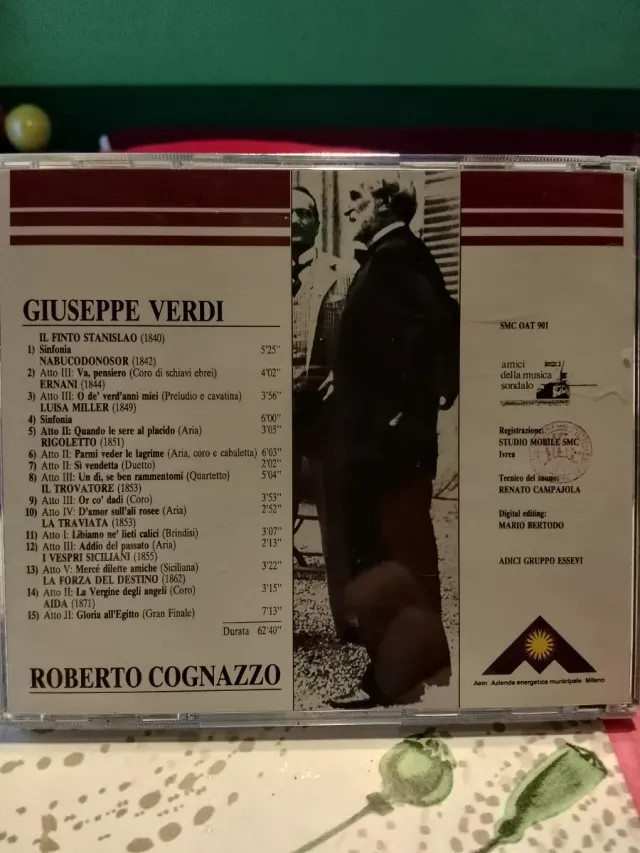 GIUSEPPE VERDI
IL FINTO STANISLAO (1840)
1) Sinfonia 5'25"
NABUCODONOSOR (1842)
2) Atto III: Va, pensiero (Coro di schiavi ebrei) 4'02"
ERNANI (1844)
3) Atto III: O de' verd'anni miei (Preludio e cavatina) 3'56"
LUISA MILLER (1849)
4) Sinfonia 6'00"
5) Atto II: Quando le sere al placido (Aria) 3'05"
RIGOLETTO (1851)
6) Atto II: Parmi veder le lagrime (Aria, coro e cabaletta) 6'03"
7) Atto II: Sì vendetta (Duetto) 2'02"
8) Atto III: Un dì, se ben rammentomi (Quartetto) 5'04"
IL TROVATORE (1853)
9) Atto III: Or co' dadi (Coro) 3'53"
10) Atto IV: D'amor sull'ali rosee (Aria) 2'52"
LA TRAVIATA (1853)
11) Atto I: Libiamo ne' lieti calici (Brindisi) 3'07"
12) Atto III: Addio del passato (Aria) 2'13"
I VESPRI SICILIANI (1855)
13) Atto V: Mercé dilette amiche (Siciliana) 3'22"
LA FORZA DEL DESTINO (1862)
14) Atto II: La Vergine degli angeli (Coro) 3'15"
AIDA (1871)
15) Atto II: Gloria all'Egitto (Gran Finale) 7'13"
Durata 62'40"
ROBERTO COGNAZZO
SMC OAT 901
amici
della musica
sondalo
Registrazione:
STUDIO MOBILE SMC
Ivrea
Tecnico del suono:
RENATO CAMPAJOLA
Digital editing:
MARIO BERTODO
ADICI GRUPPO ESSEVI
Aem Azienda energetica municipale Milano